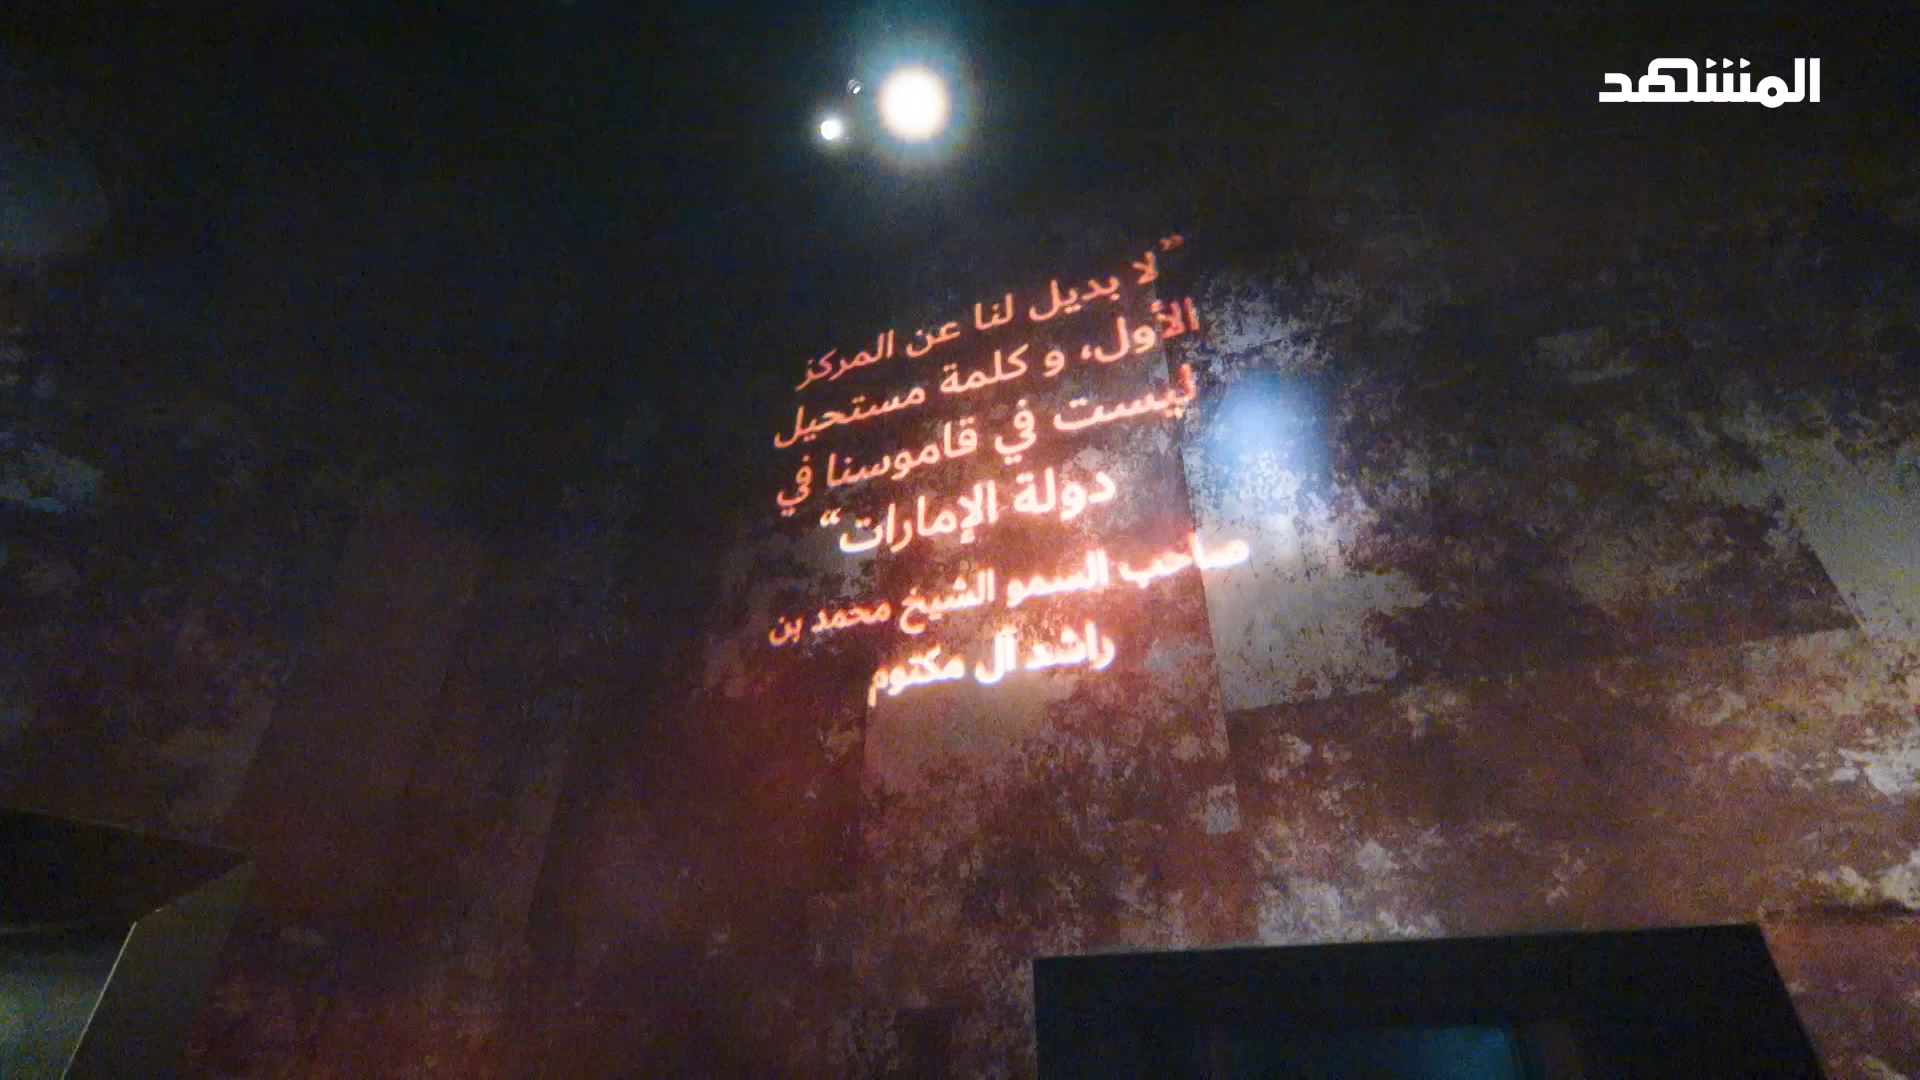 المشهد
”لا بديل لنا عن المركز
الأول، و كلمة مستحيل
ليست في قاموسنا في
دولة الإمارات“
صاحب السمو الشيخ محمد بن
راشد آل مكتوم